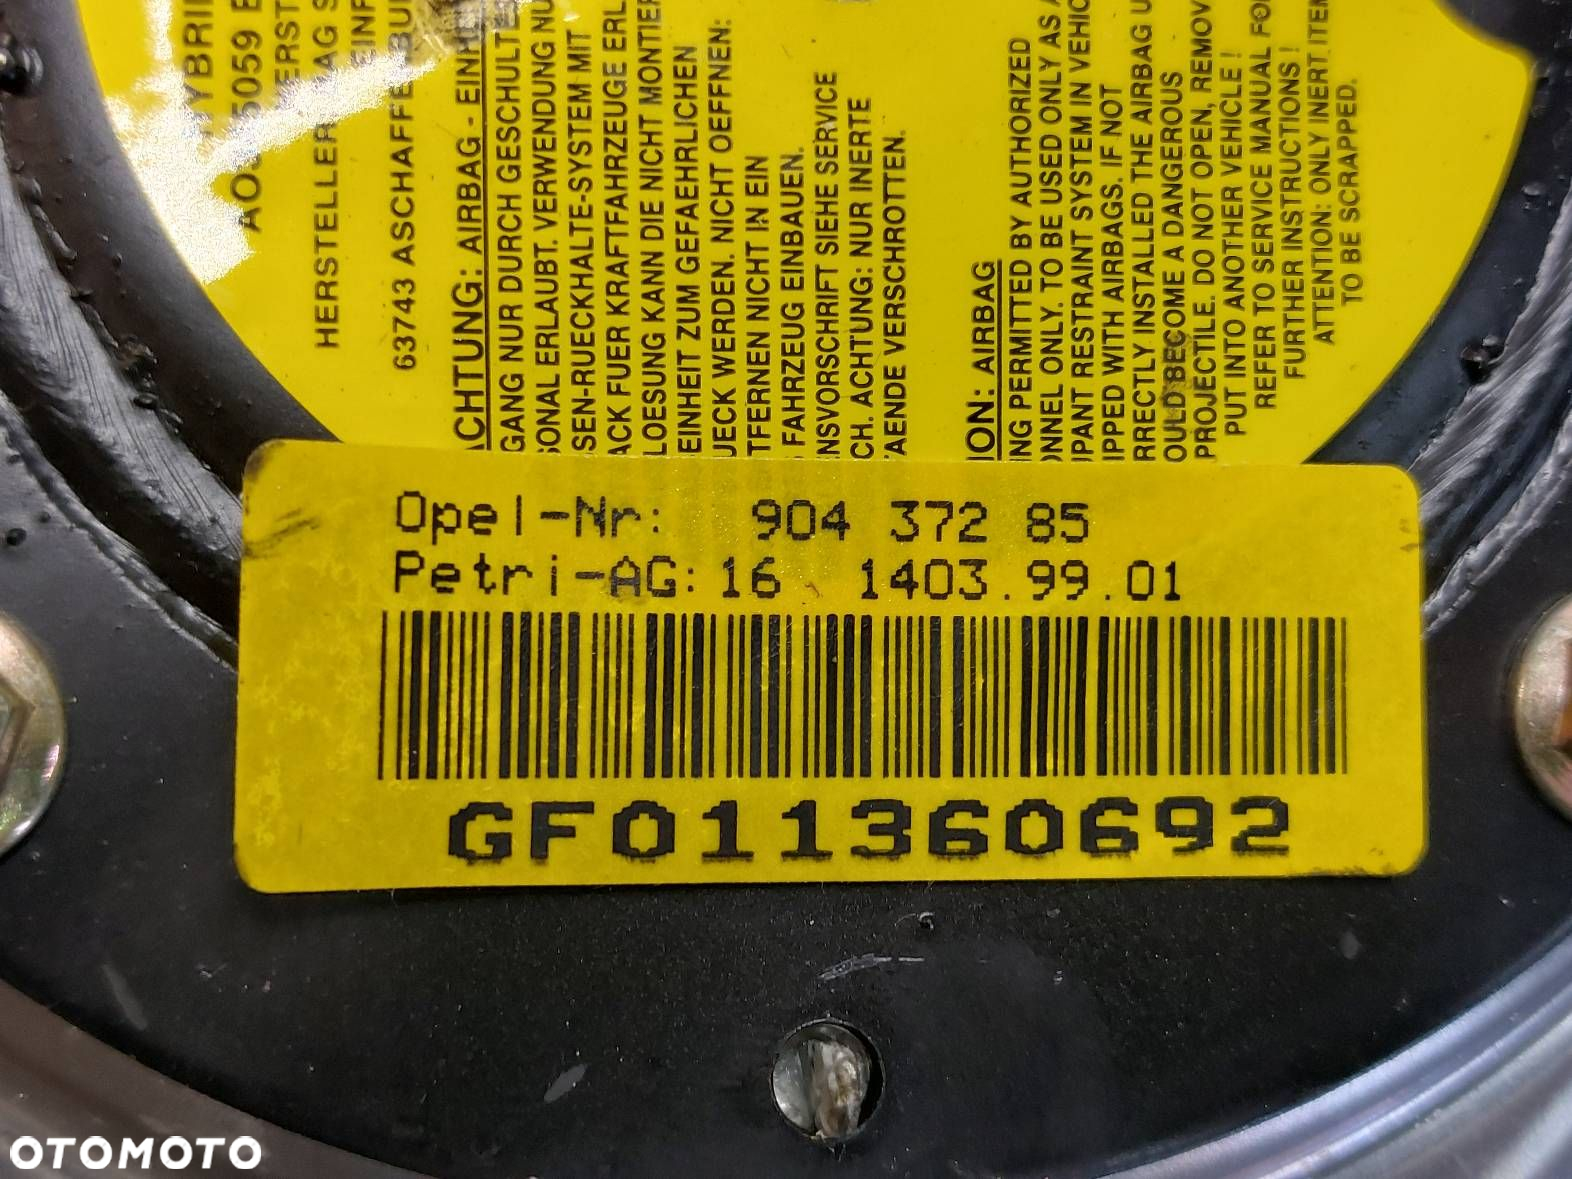 AO
5059
HERSTELLER
63743 ASCHAFFENBU
ACHTUNG: AIRBAG - EINH
GANG NUR DURCH GESCHULTE
SONAL ERLAUBT. VERWENDUNG NU
SEN-RUECKHALTE-SYSTEM MIT
ACK FUER KRAFTFAHRZEUGE ERL
LOESUNG KANN DIE NICHT MONTIER
EINHEIT ZUM GEFAEHRLICHEN
WERDEN. NICHT OEFFNEN:
TFERNEN NICHT IN EIN
FAHRZEUG EINBAUEN.
NSVORSCHRIFT SIEHE SERVICE
CH. ACHTUNG: NUR INERTE
AENDE VERSCHROTTEN.
ION: AIRBAG
ING PERMITTED BY AUTHORIZED
NNEL ONLY. TO BE USED ONLY AS A
UPANT RESTRAINT SYSTEM IN VEHIC
IPPED WITH AIRBAGS. IF NOT
RRECTLY INSTALLED THE AIRBAG U
OULD BECOME A DANGEROUS
PROJECTILE. DO NOT OPEN, REMOV
PUT INTO ANOTHER VEHICLE !
REFER TO SERVICE MANUAL FO
FURTHER INSTRUCTIONS !
ATTENTION: ONLY INERT ITEM
TO BE SCRAPPED.
Opel-Nr: 904 372 85
Petri-AG: 16 1403.99.01
GF011360692
OTOMOTO